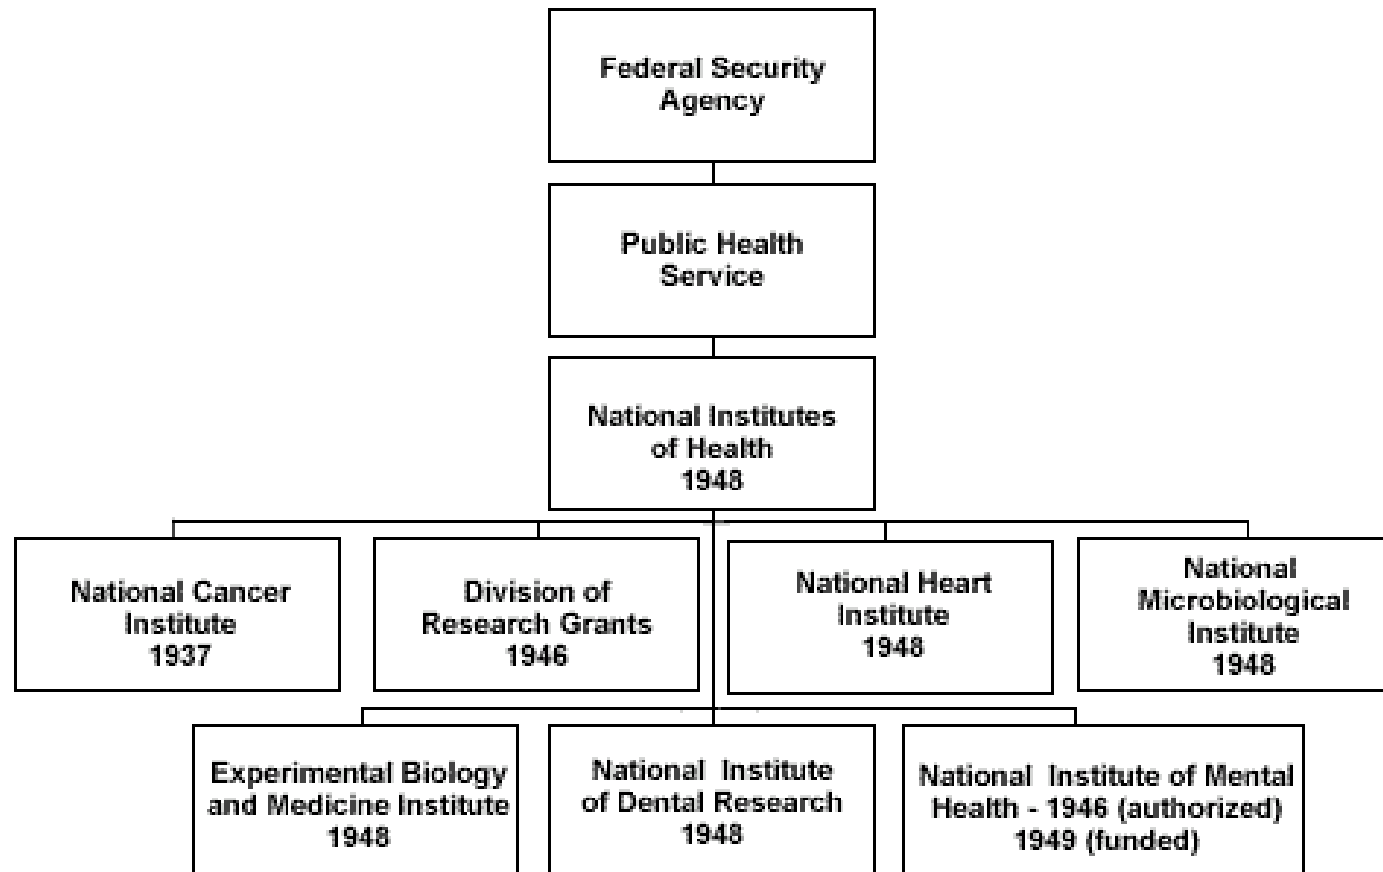 Federal Security
Agency
Public Health
Service
National Institutes
of Health
1948
National Cancer
Institute
1937
Division of
Research Grants
1946
National Heart
Institute
1948
National
Microbiological
Institute
1948
Experimental Biology
and Medicine Institute
1948
National Institute
of Dental Research
1948
National Institute of Mental
Health - 1946 (authorized)
1949 (funded)